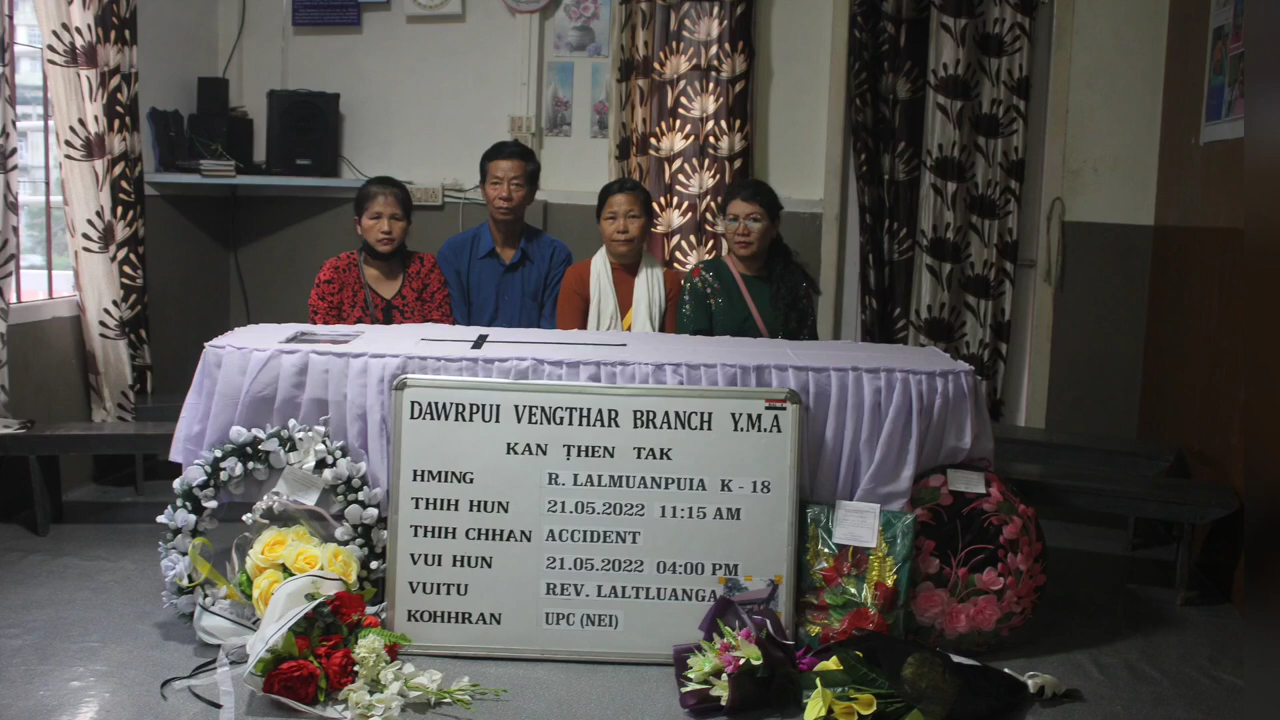 DAWRPUI VENGTHAR BRANCH Y.M.A
KAN ṬHEN TAK
HMING R. LALMUANPUIA K - 18
THIH HUN 21.05.2022 11:15 AM
THIH CHHAN ACCIDENT
VUI HUN 21.05.2022 04:00 PM
VUITU REV. LALTLUANGA
KOHHRAN UPC (NEI)